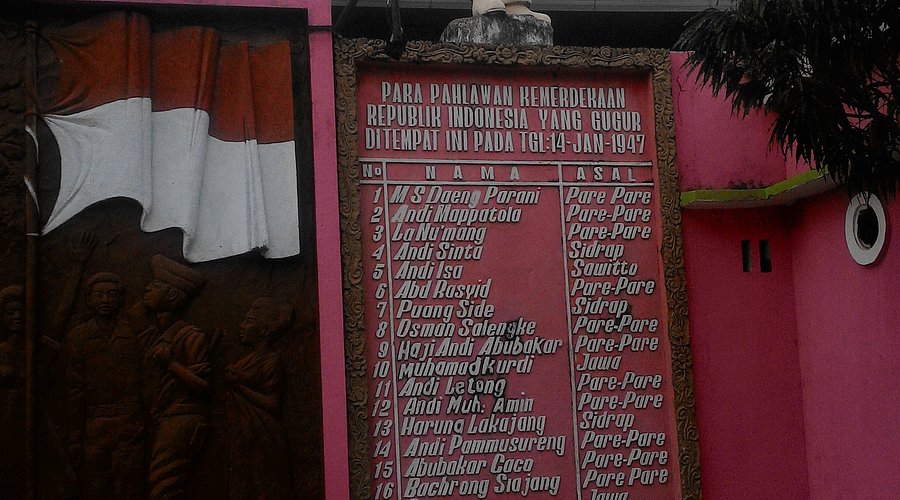 PARA PAHLAWAN KEMERDEKAAN
REPUBLIK INDONESIA YANG GUGUR
DITEMPAT INI PADA TGL:14-JAN-1947
No NAMA ASAL
1 M S Daeng Parani Pare Pare
2 Andi Mappatola Pare-Pare
3 La Nu'mang Pare-Pare
4 Andi Sinta Sidrap
5 Andi Isa Sawitto
6 Abd Rasyid Pare-Pare
7 Puang Side Sidrap
8 Osman Salengke Pare-Pare
9 Haji Andi Abubakar Pare-Pare
10 Muhamad Kurdi Jawa
11 Andi Letong Pare-Pare
12 Andi Muh. Amin Pare-Pare
13 Haruna Lakajang Sidrap
14 Andi Pammusureng Pare-Pare
15 Abubakar Caco Pare-Pare
16 Bachrong Siajang Pare Pare
Jawa